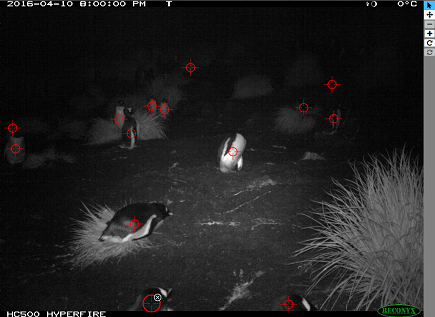 2016-04-10 8:00:00 PM T 0°C
HC500 HYPERFIRE
RECONYX